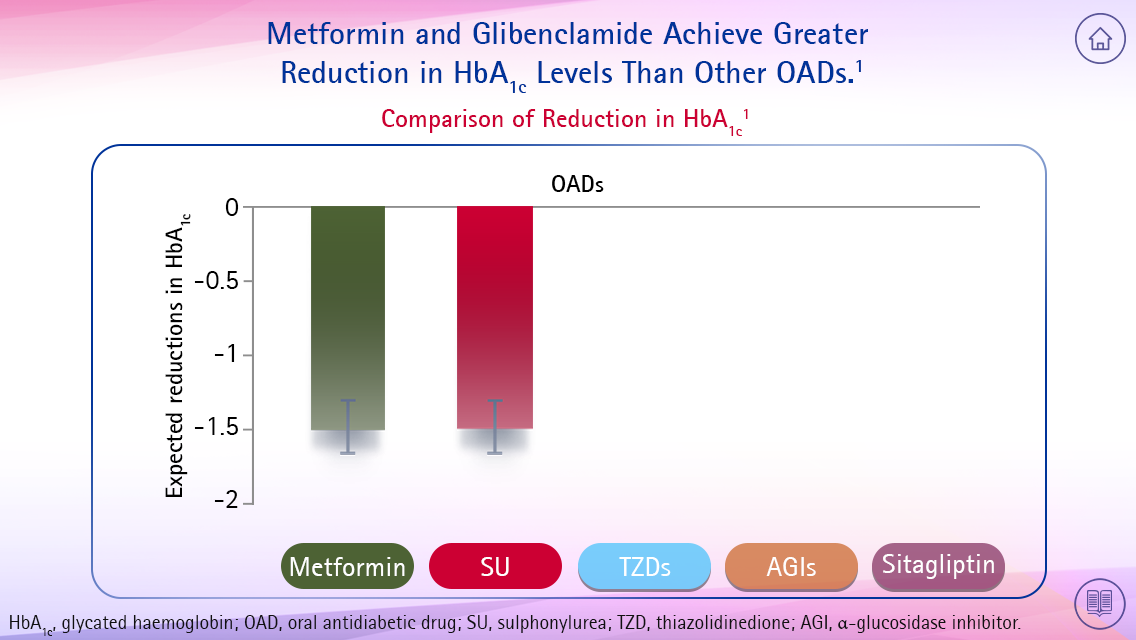 Metformin and Glibenclamide Achieve Greater
Reduction in HbA1c Levels Than Other OADs.1
Comparison of Reduction in HbA1c1
OADs
Expected reductions in HbA1c
0
-0.5
-1
-1.5
-2
Metformin
SU
TZDs
AGIs
Sitagliptin
HbA1c, glycated haemoglobin; OAD, oral antidiabetic drug; SU, sulphonylurea; TZD, thiazolidinedione; AGI, α-glucosidase inhibitor.